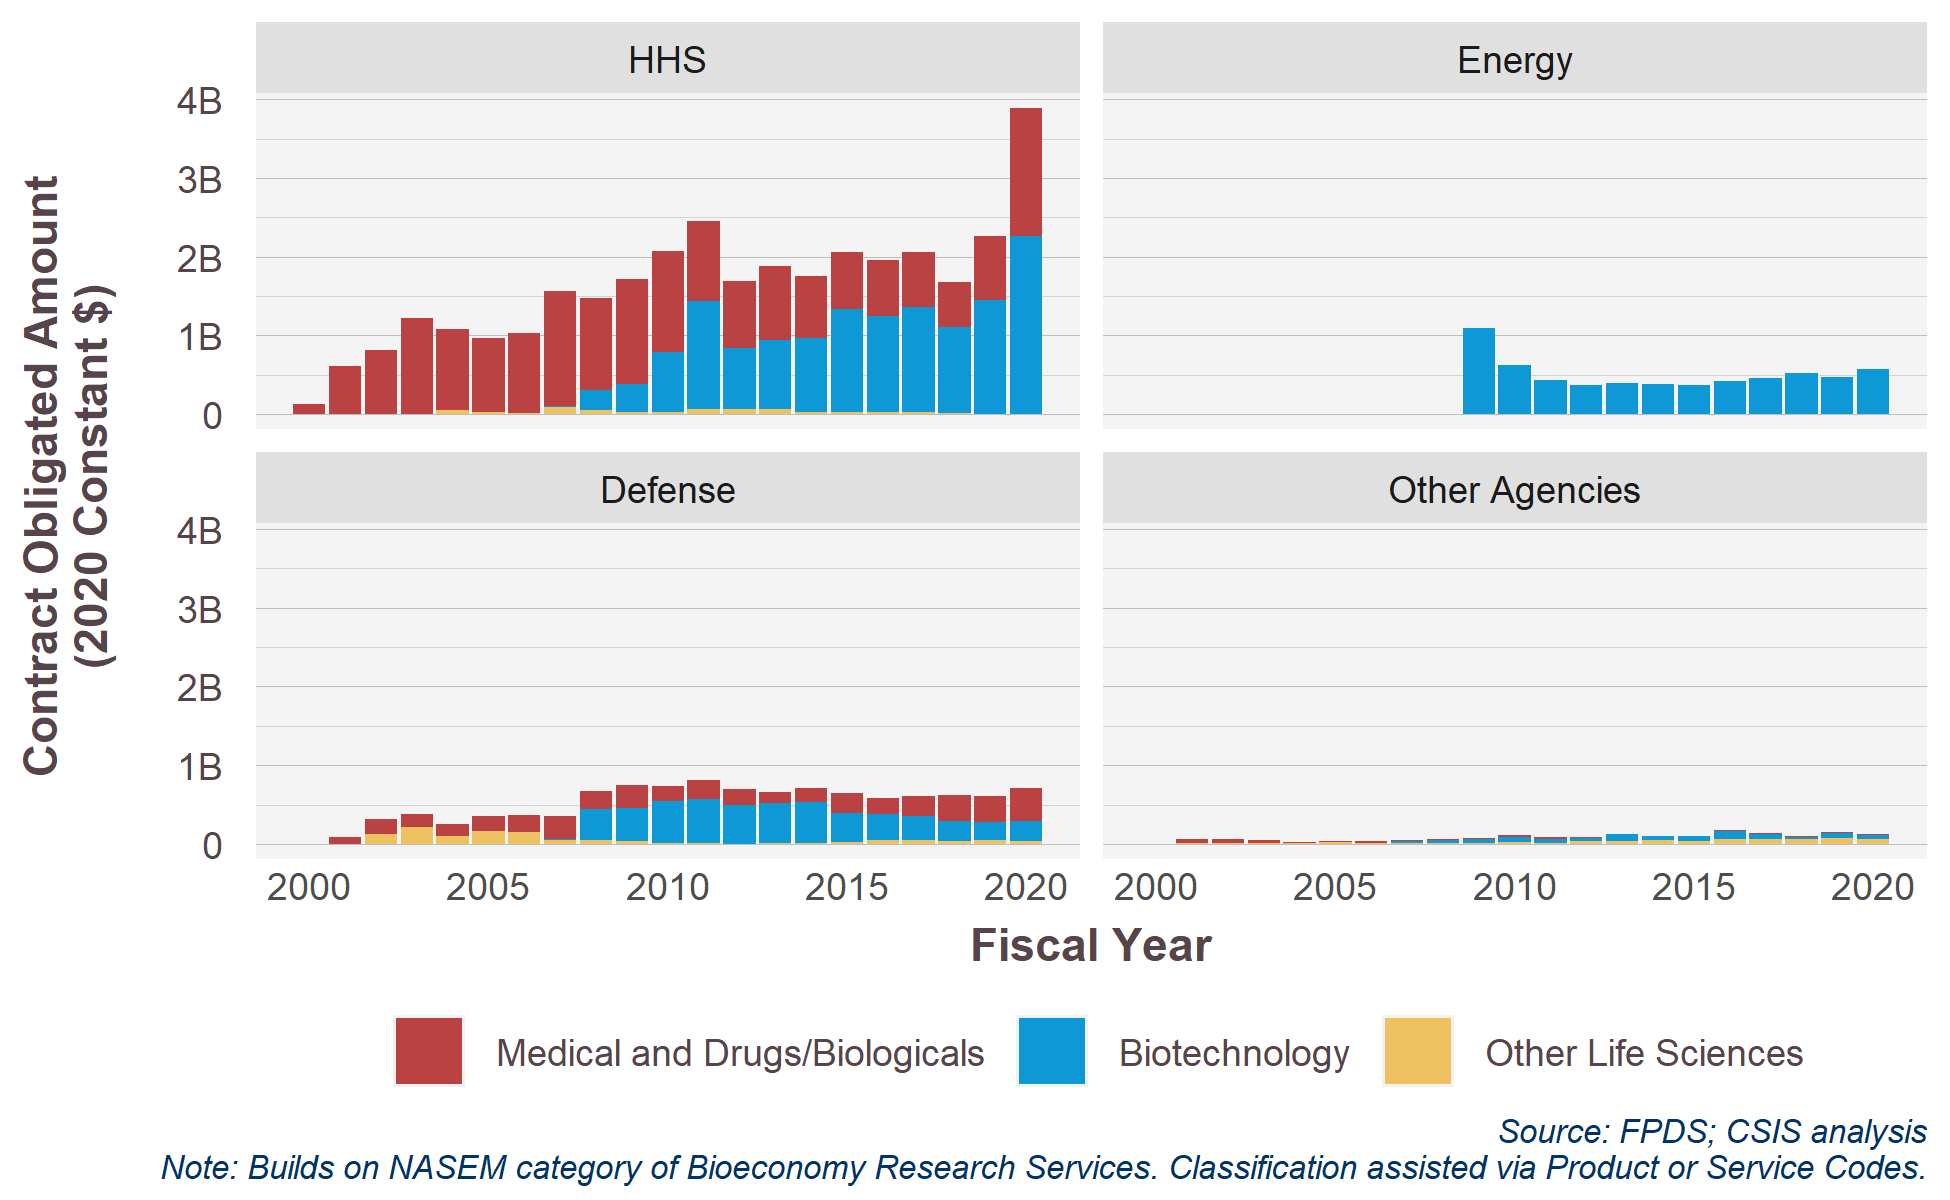 HHS
Energy
4B
3B
2B
1B
0
Defense
Other Agencies
4B
3B
2B
1B
0
Contract Obligated Amount
(2020 Constant $)
2000 2005 2010 2015 2020
2000 2005 2010 2015 2020
Fiscal Year
Medical and Drugs/Biologicals
Biotechnology
Other Life Sciences
Source: FPDS; CSIS analysis
Note: Builds on NASEM category of Bioeconomy Research Services. Classification assisted via Product or Service Codes.